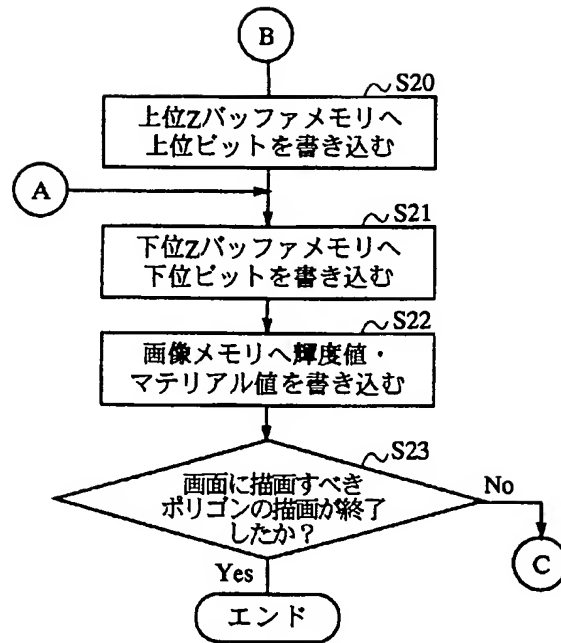 B
S20
上位Zバッファメモリへ
上位ビットを書き込む
A
S21
下位Zバッファメモリへ
下位ビットを書き込む
S22
画像メモリへ輝度値・
マテリアル値を書き込む
S23
画面に描画すべき
ポリゴンの描画が終了
したか？
No
C
Yes
エンド